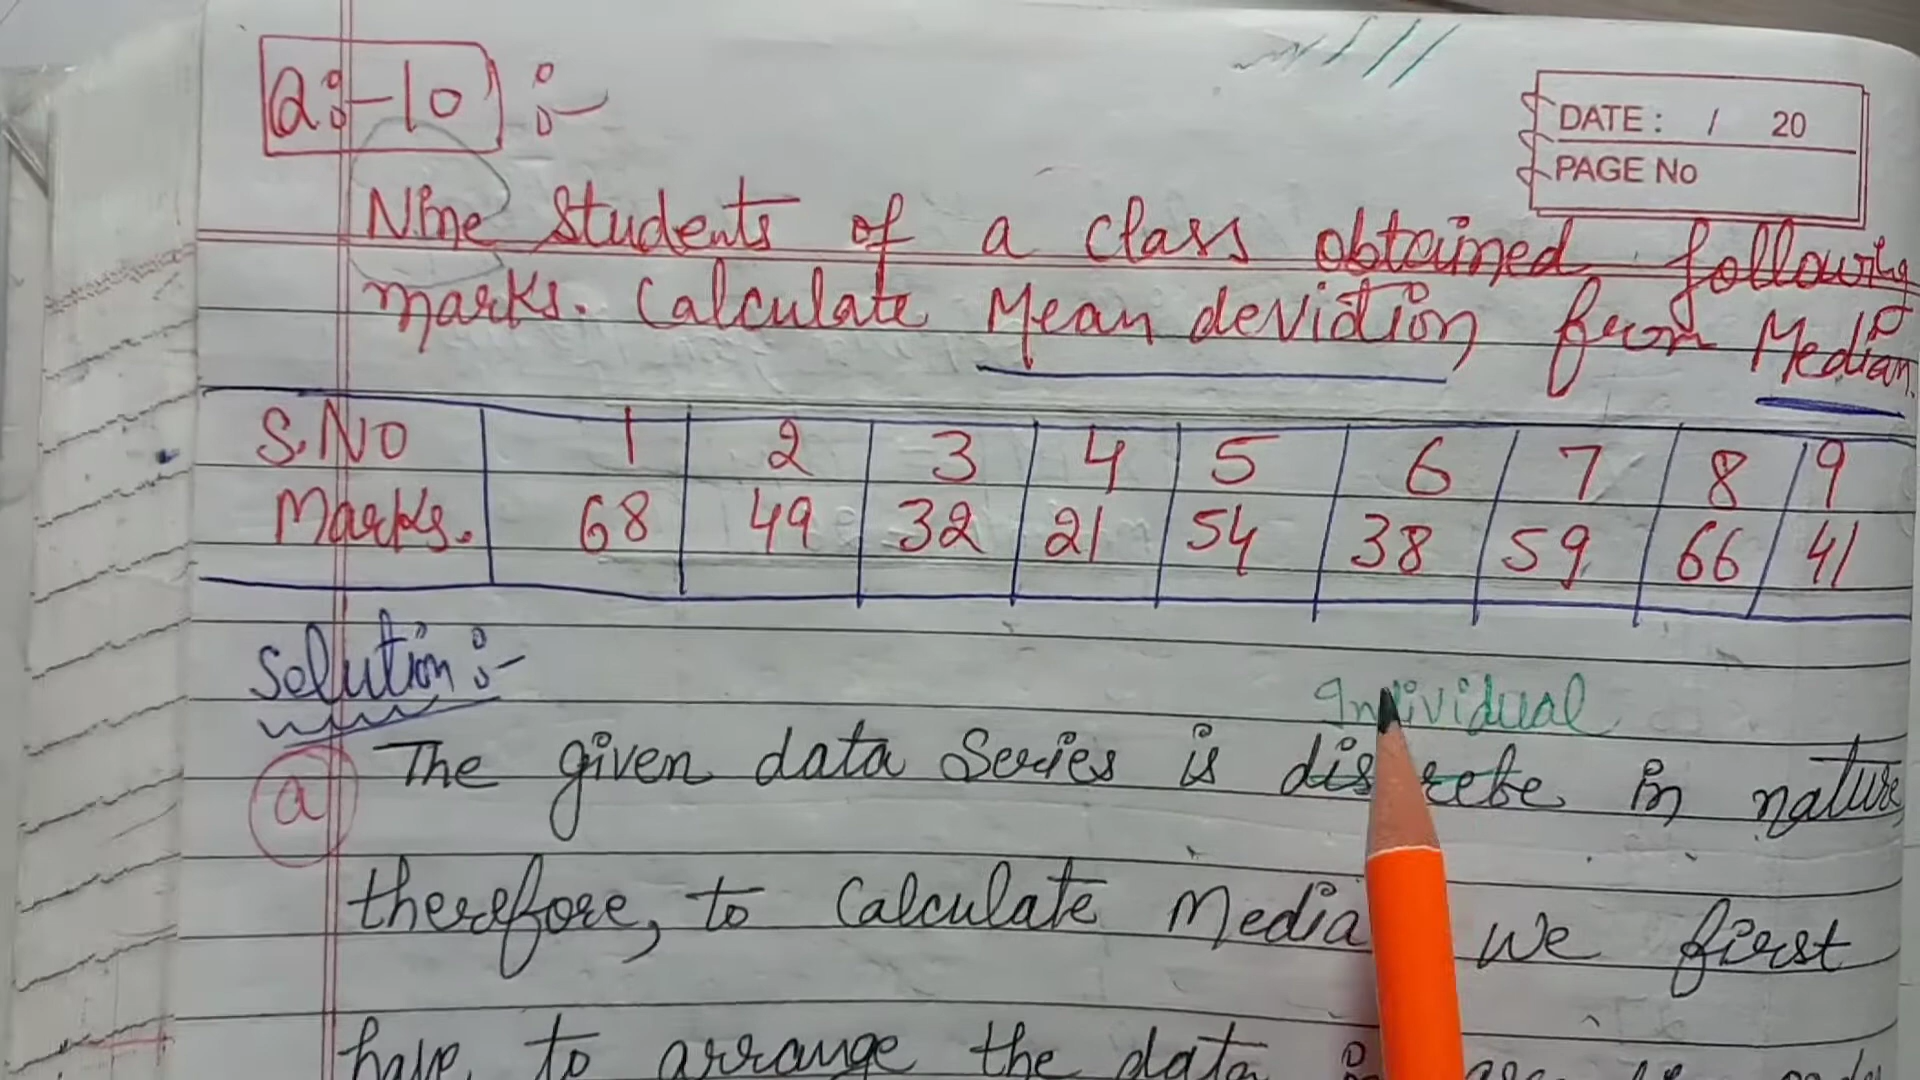 Q:-10 :-
DATE: / 20
PAGE No
Nine students of a class obtained following
marks. Calculate Mean deviation from Median.
S.No 1 2 3 4 5 6 7 8 9
Marks. 68 49 32 21 54 38 59 66 41
Solution :-
Individual
a The given data Series is discrete in nature,
therefore, to Calculate Media we first
have to arrange the data